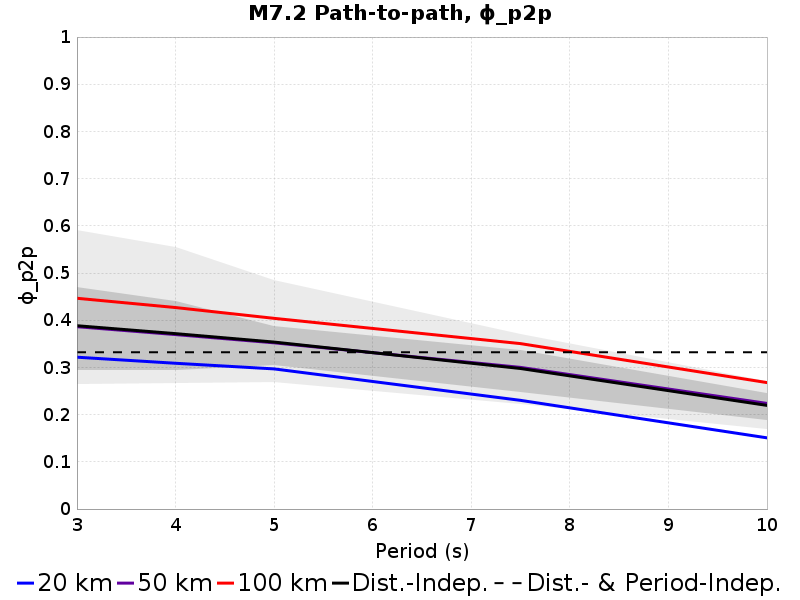 M7.2 Path-to-path, ϕ_p2p
1
0.9
0.8
0.7
0.6
0.5
0.4
0.3
0.2
0.1
0
ϕ_p2p
3 4 5 6 7 8 9 10
Period (s)
20 km 50 km 100 km Dist.-Indep. Dist.- & Period-Indep.